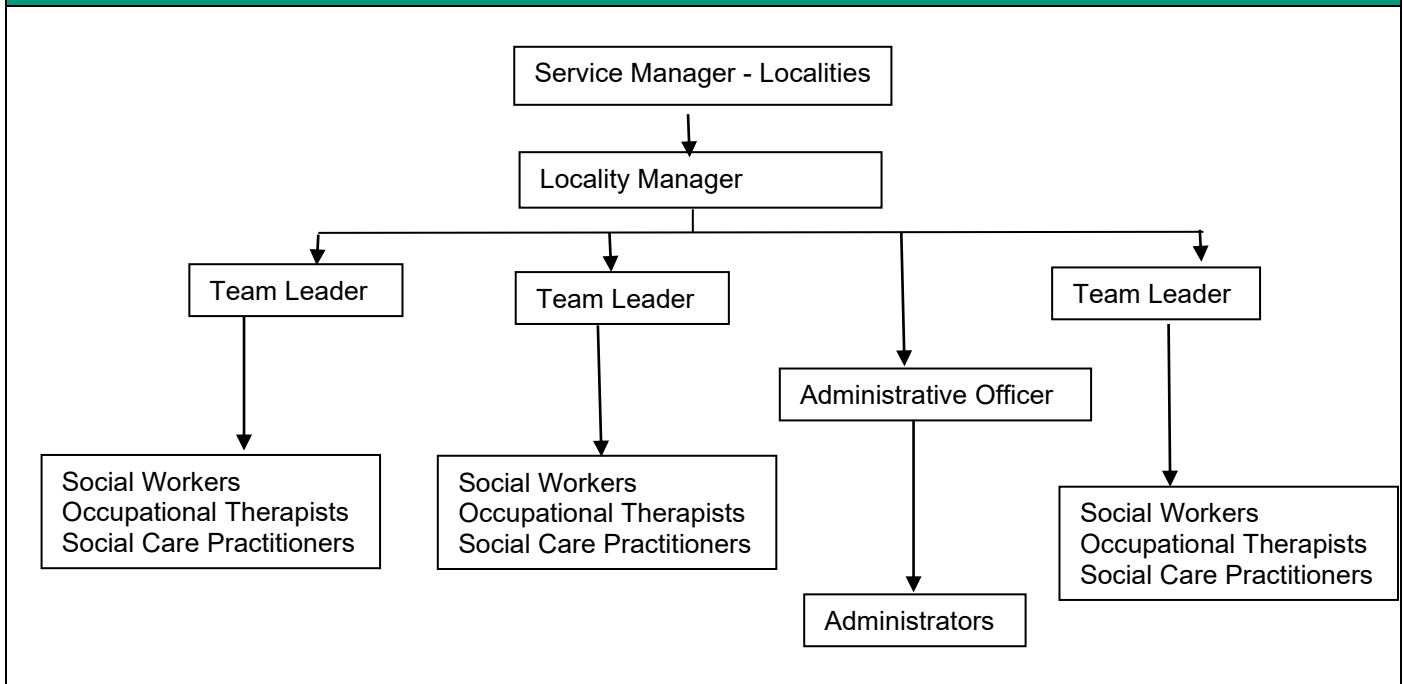 Service Manager - Localities
Locality Manager
Team Leader
Team Leader
Team Leader
Administrative Officer
Social Workers
Occupational Therapists
Social Care Practitioners
Social Workers
Occupational Therapists
Social Care Practitioners
Social Workers
Occupational Therapists
Social Care Practitioners
Administrators